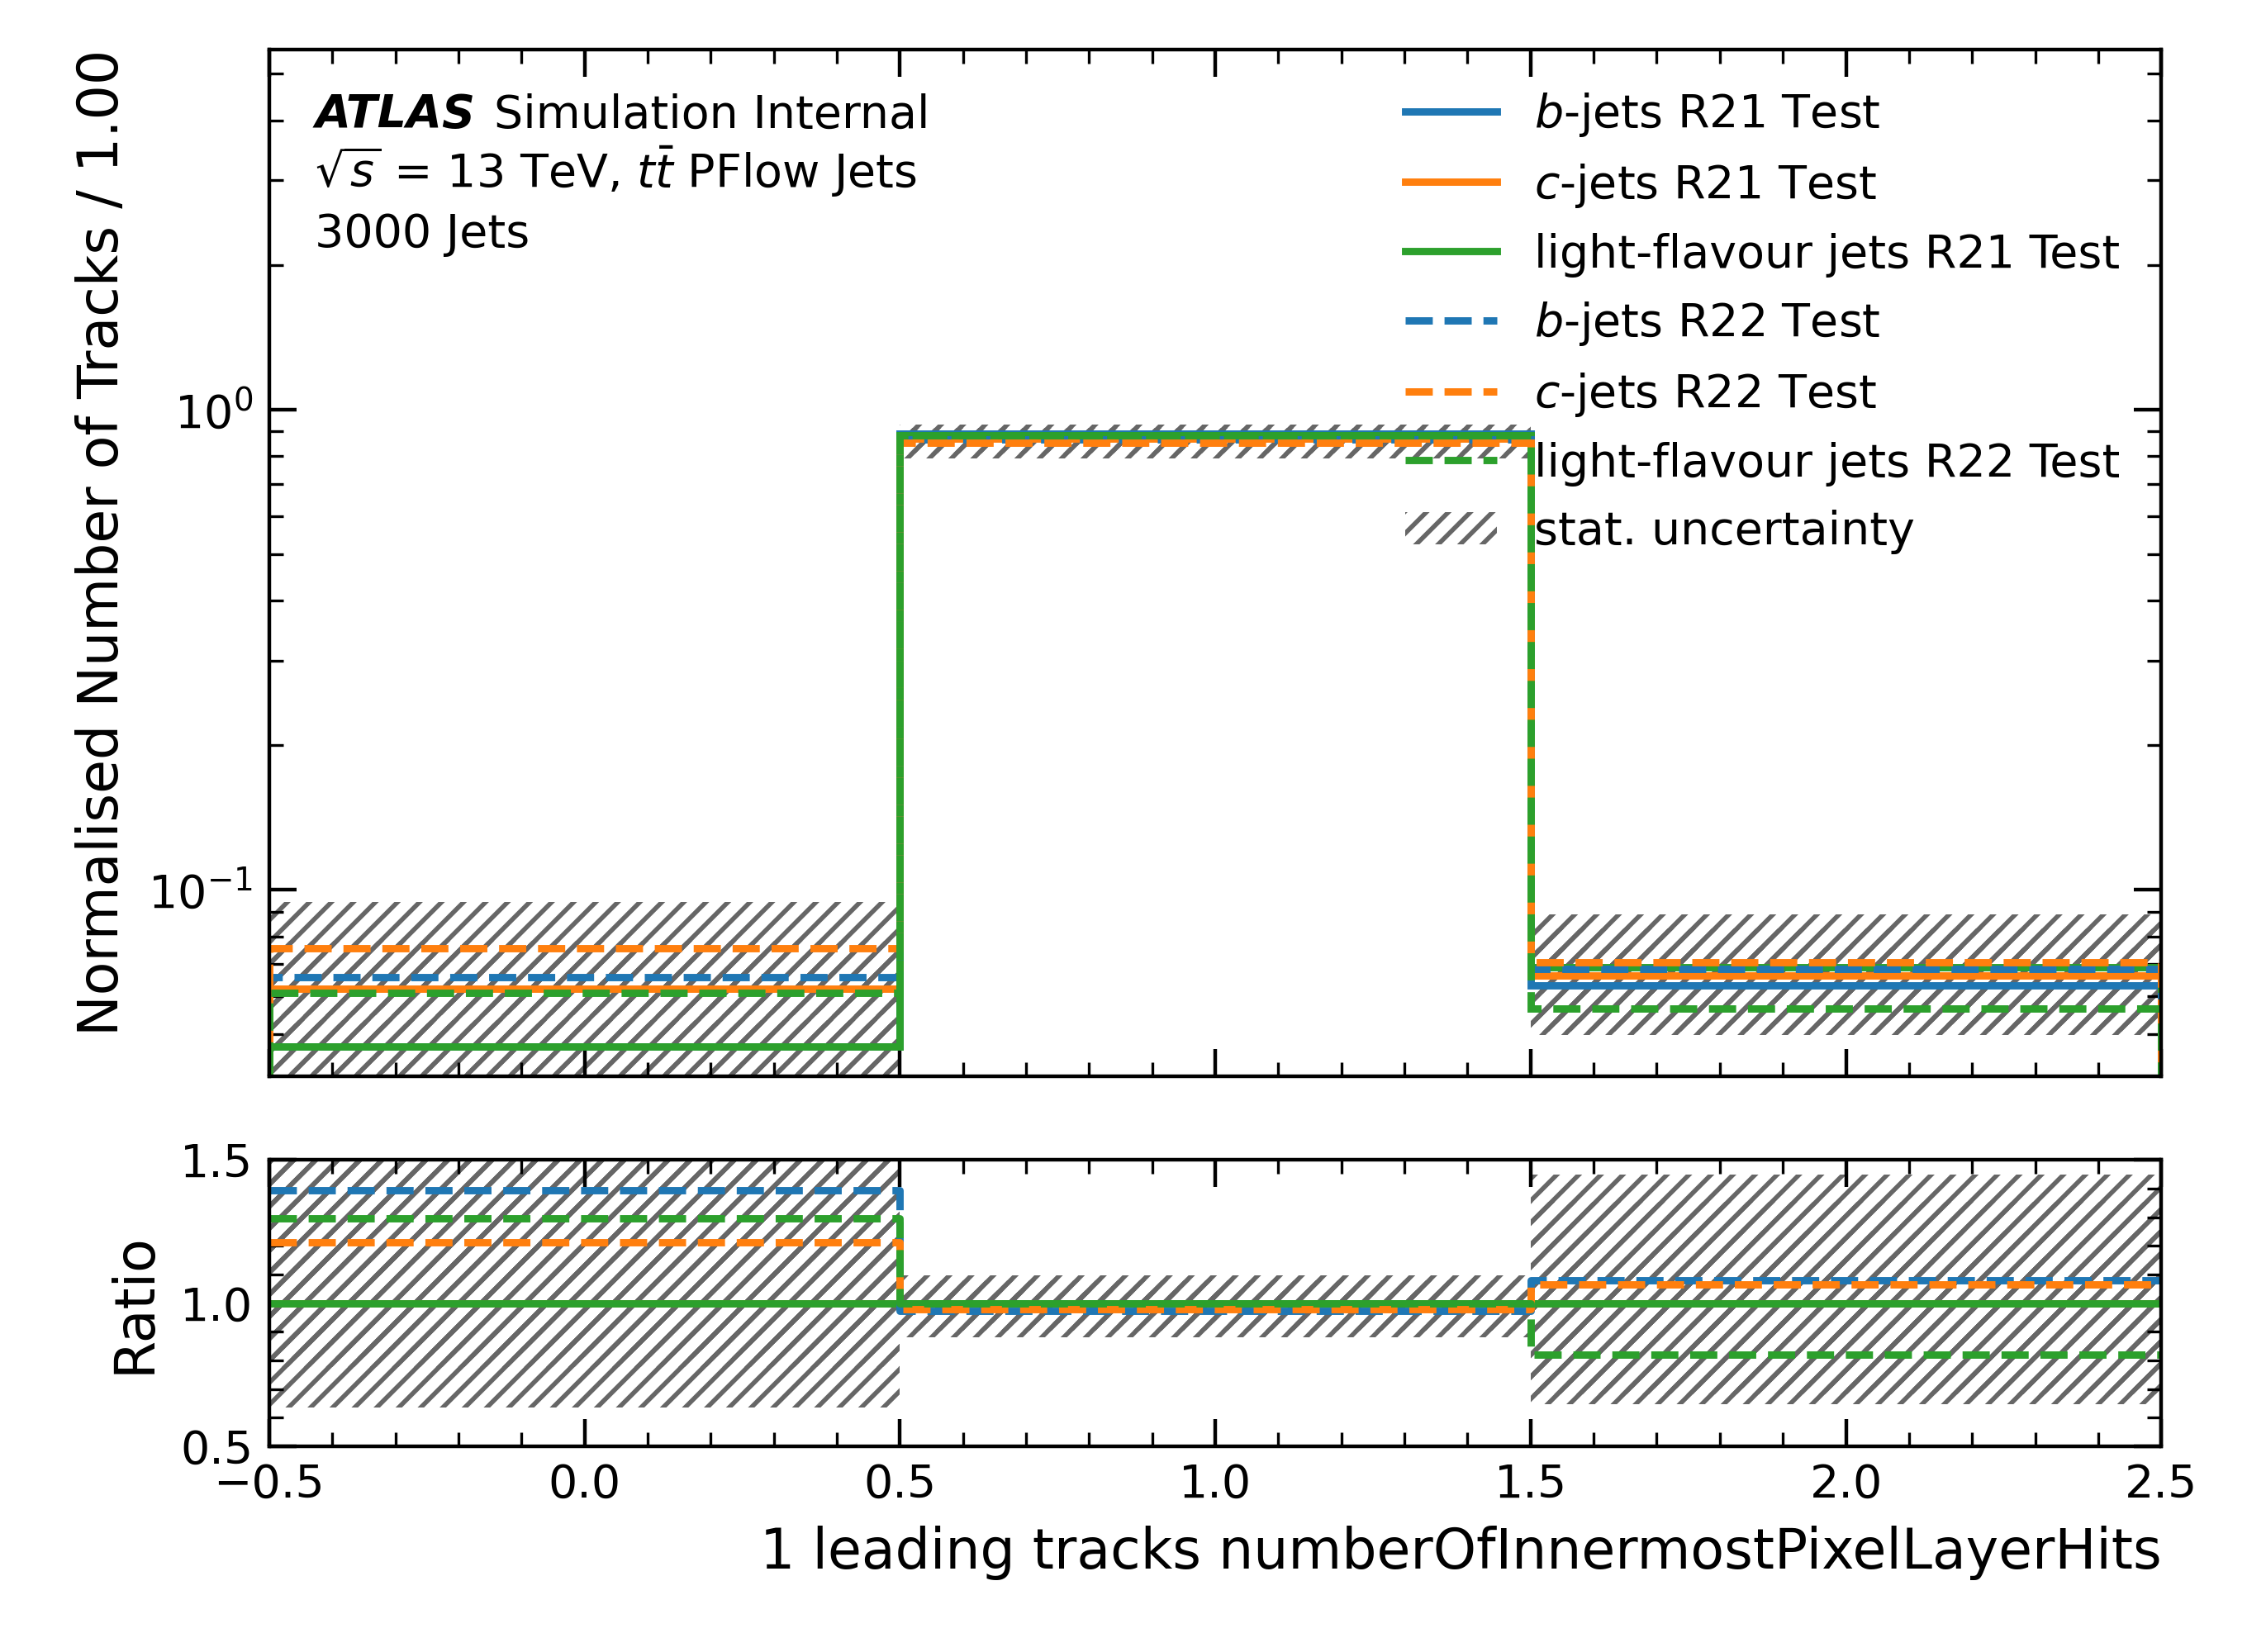 Normalised Number of Tracks / 1.00
10⁰
10⁻¹
ATLAS Simulation Internal
√s = 13 TeV, tt̄ PFlow Jets
3000 Jets
b-jets R21 Test
c-jets R21 Test
light-flavour jets R21 Test
b-jets R22 Test
c-jets R22 Test
light-flavour jets R22 Test
stat. uncertainty
Ratio
1.5
1.0
0.5
−0.5 0.0 0.5 1.0 1.5 2.0 2.5
1 leading tracks numberOfInnermostPixelLayerHits